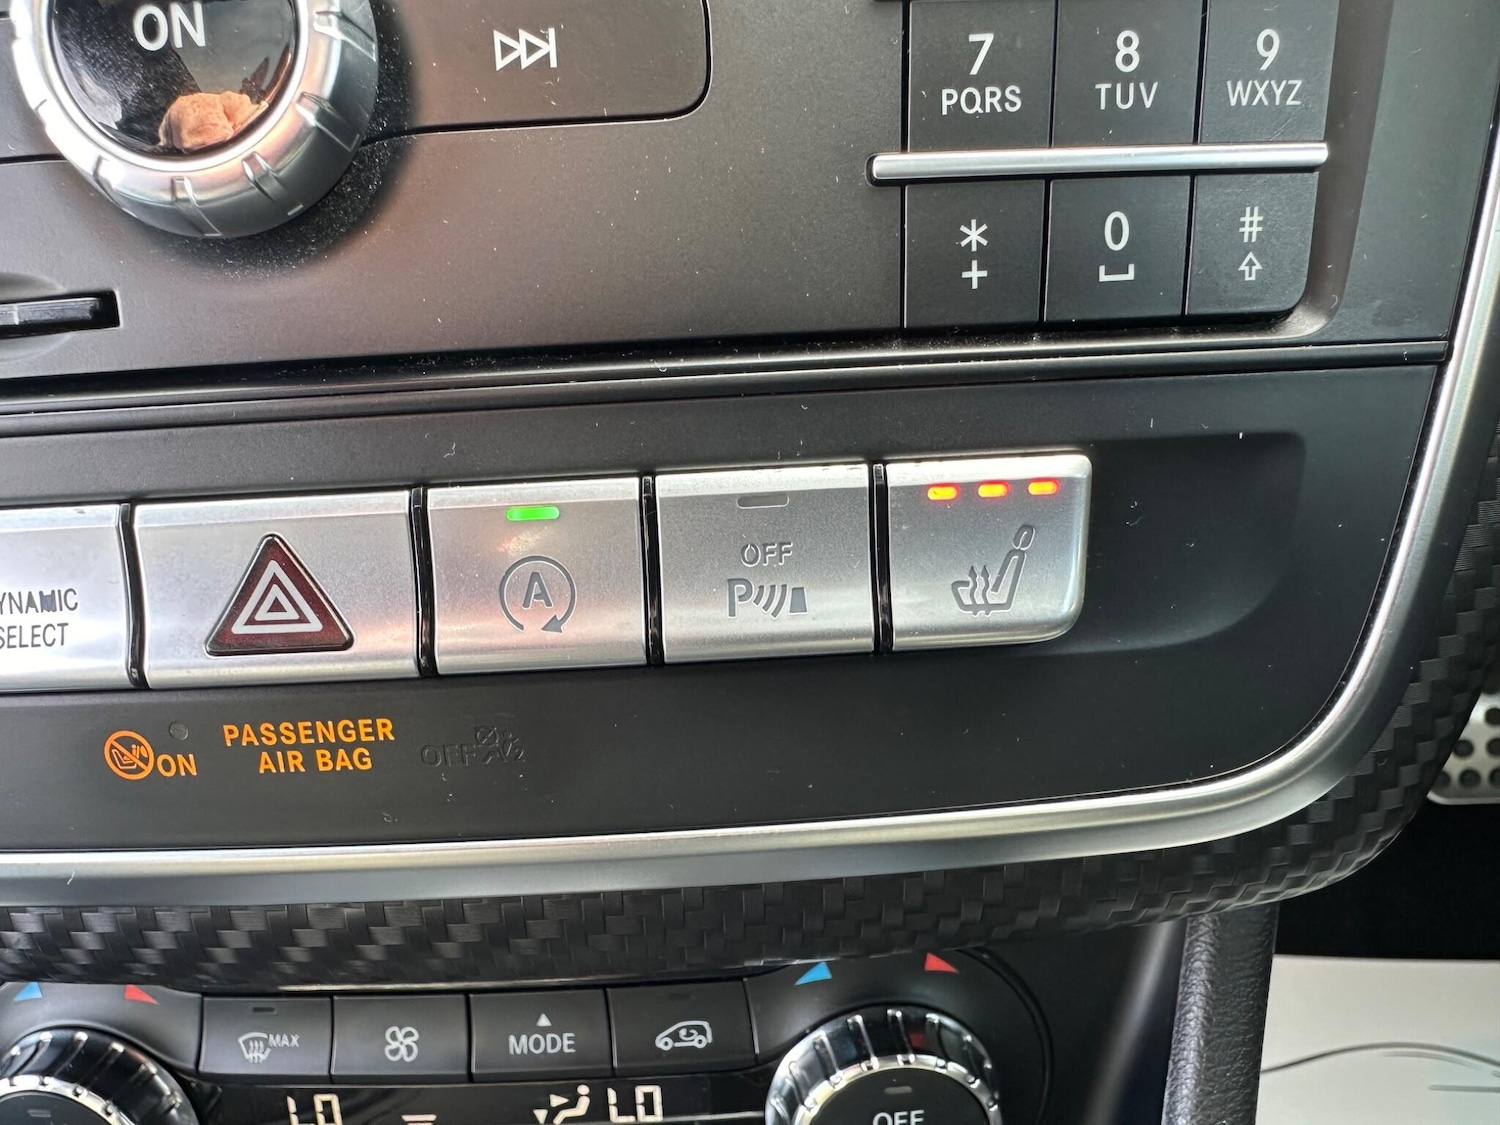 ON
7
PQRS
8
TUV
9
WXYZ
*
+
0
#
YNAMIC
SELECT
A
OFF
P
ON
PASSENGER
AIR BAG
OFF
MAX
MODE
LO
LO
OFF